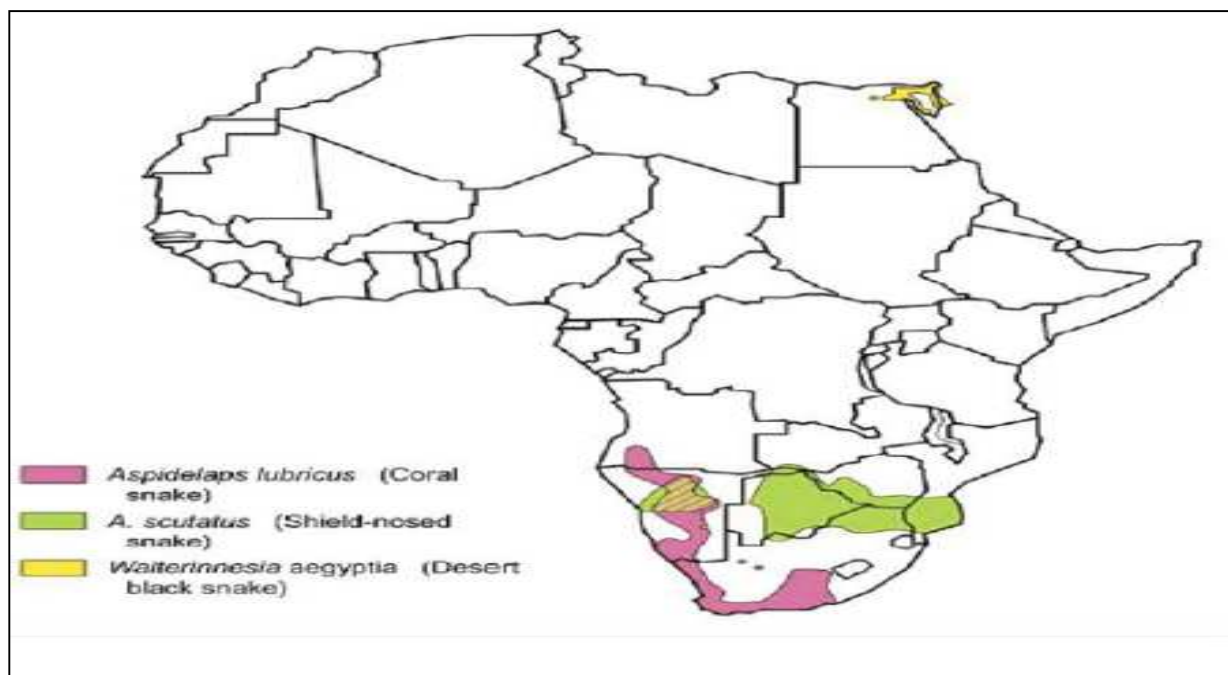 Aspidelaps lubricus (Coral
snake)
A. scutatus (Shield-nosed
snake)
Walterinnesia aegyptia (Desert
black snake)